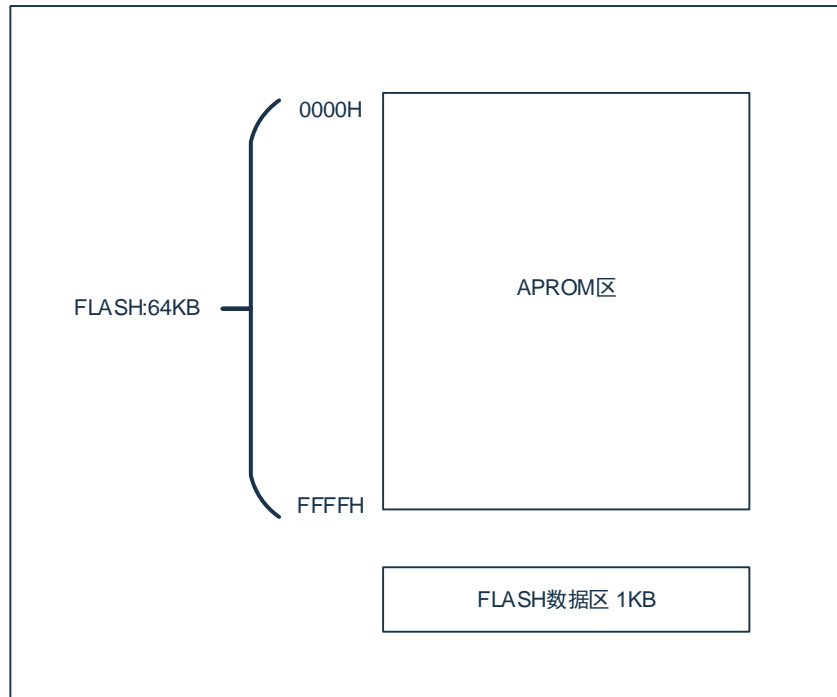 0000H
APROM区
FLASH:64KB
FFFFH
FLASH数据区 1KB